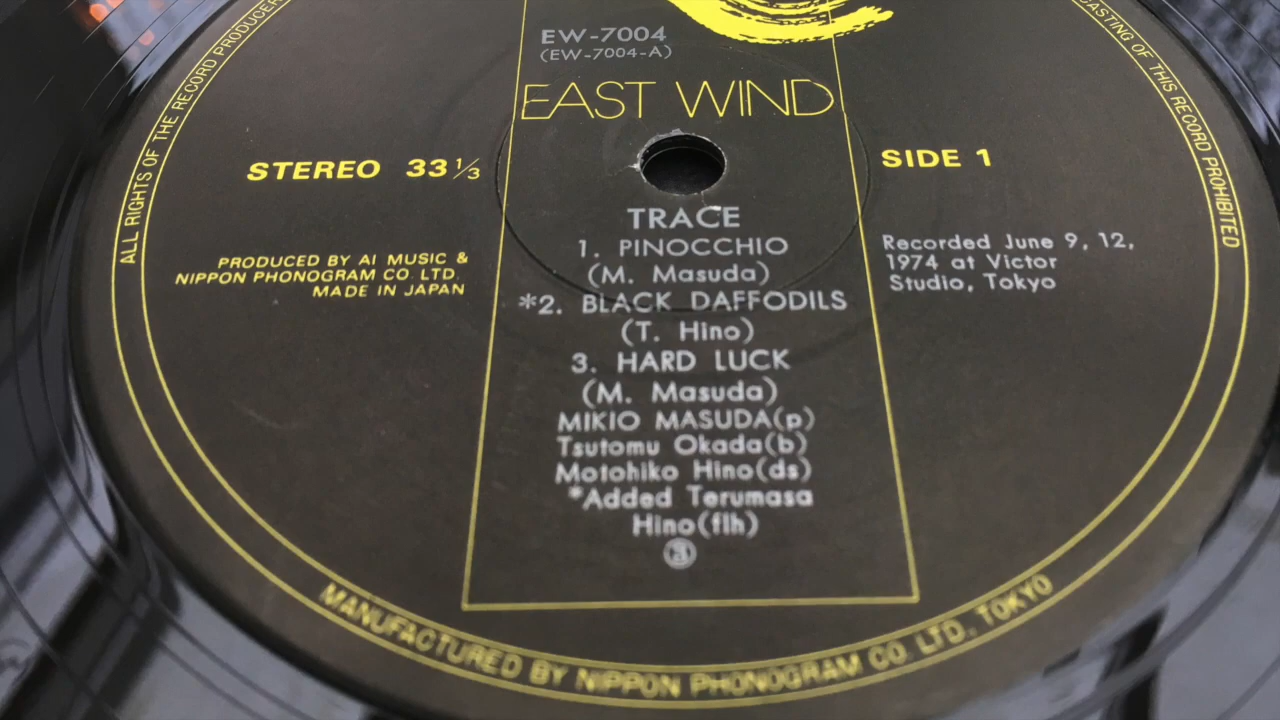 EW-7004
(EW-7004-A)
EAST WIND
STEREO 33⅓
SIDE 1
PRODUCED BY AI MUSIC &
NIPPON PHONOGRAM CO. LTD.
MADE IN JAPAN
Recorded June 9, 12,
1974 at Victor
Studio, Tokyo
TRACE
1. PINOCCHIO
(M. Masuda)
*2. BLACK DAFFODILS
(T. Hino)
3. HARD LUCK
(M. Masuda)
MIKIO MASUDA(p)
Tsutomu Okada(b)
Motohiko Hino(ds)
*Added Terumasa
Hino(flh)
ALL RIGHTS OF THE RECORD PRODUCER
CASTING OF THIS RECORD PROHIBITED
MANUFACTURED BY NIPPON PHONOGRAM CO. LTD. TOKYO